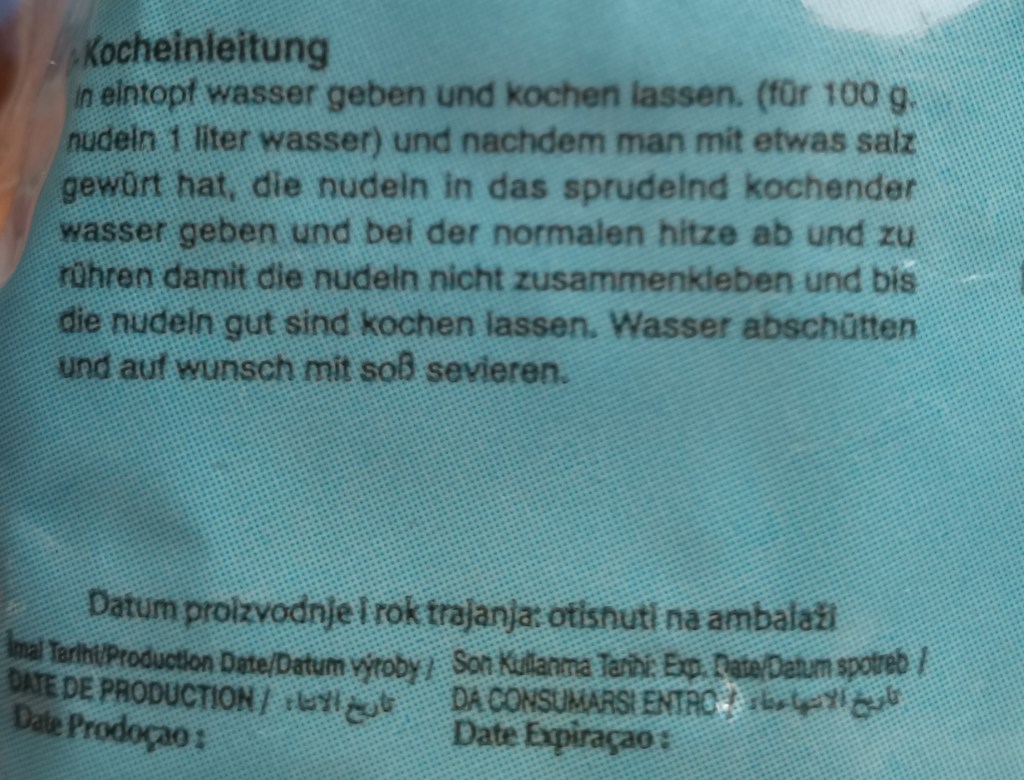 Kocheinleitung
in eintopf wasser geben und kochen lassen. (für 100 g.
nudeln 1 liter wasser) und nachdem man mit etwas salz
gewürt hat, die nudeln in das sprudelnd kochender
wasser geben und bei der normalen hitze ab und zu
rühren damit die nudeln nicht zusammenkleben und bis
die nudeln gut sind kochen lassen. Wasser abschütten
und auf wunsch mit soß sevieren.
Datum proizvodnje i rok trajanja: otisnuti na ambalaži
İmal Tarihi/Production Date/Datum výroby / Son Kullanma Tarihi: Exp. Date/Datum spotreb /
DATE DE PRODUCTION / تاريخ الانتاء : DA CONSUMARSI ENTRO / تاريخ
Date Prodoçao : Date Expiraçao :